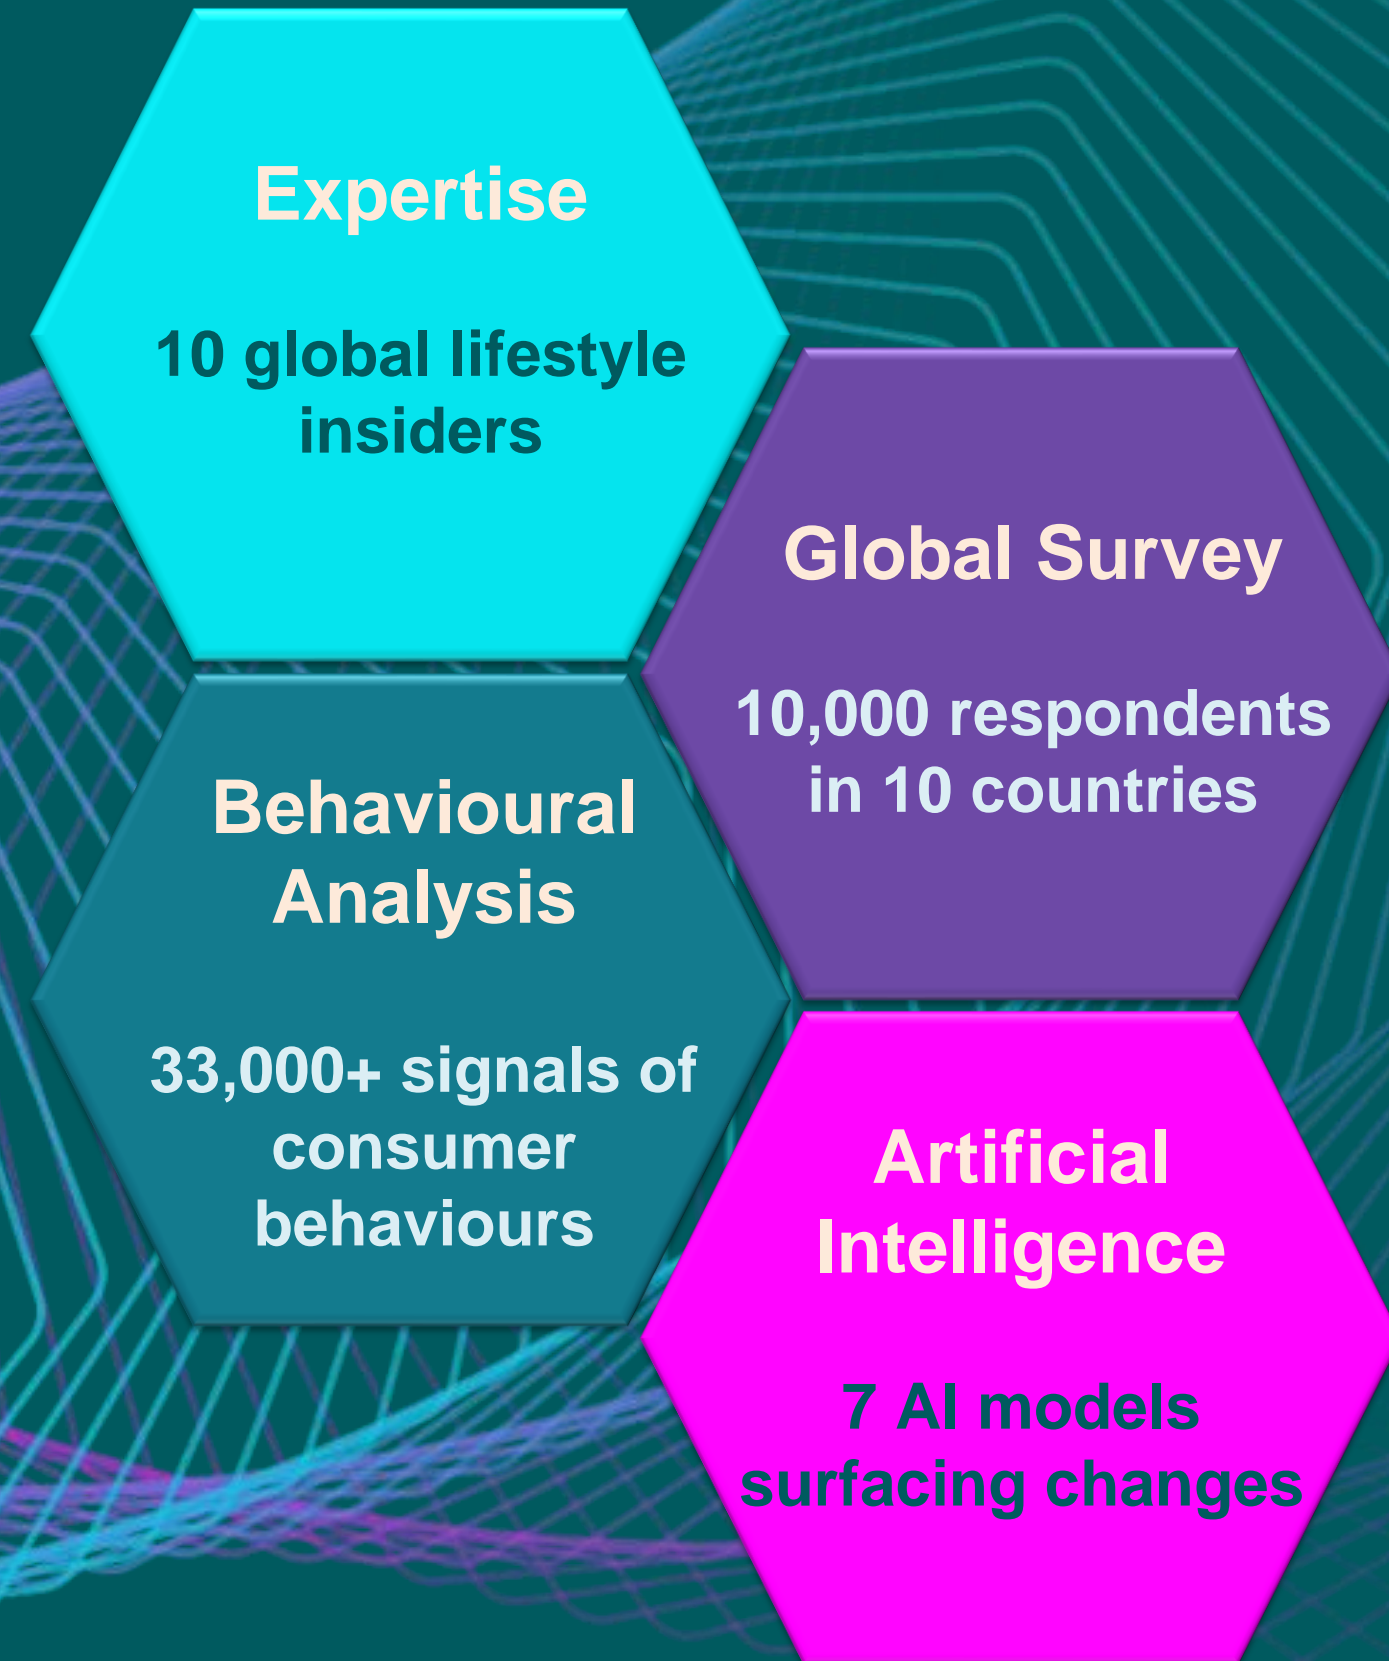 Expertise
10 global lifestyle
insiders
Global Survey
10,000 respondents
in 10 countries
Behavioural
Analysis
33,000+ signals of
consumer
behaviours
Artificial
Intelligence
7 AI models
surfacing changes